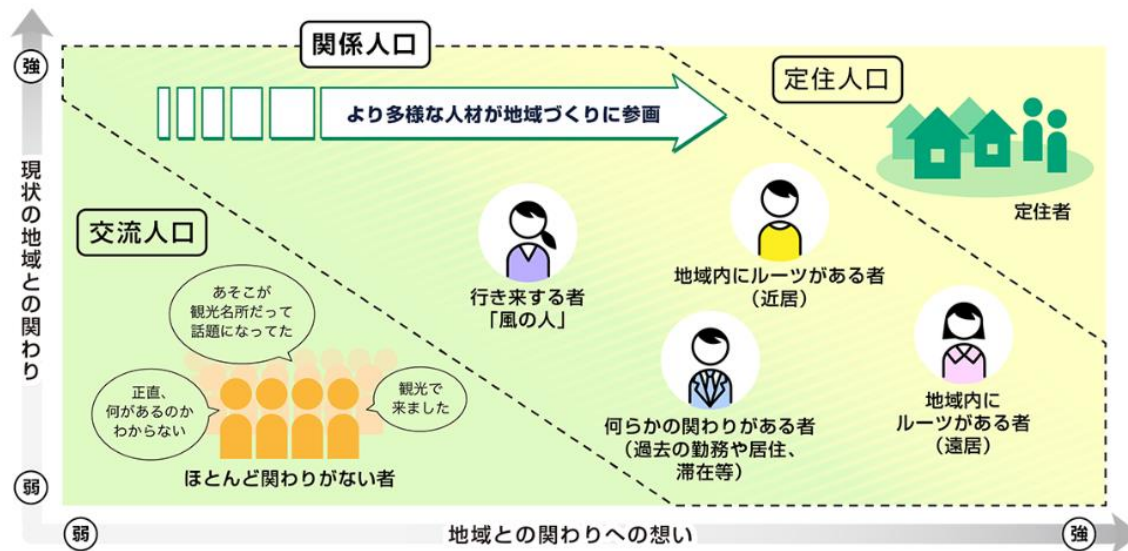 強
関係人口
より多様な人材が地域づくりに参画
定住人口
定住者
現状の地域との関わり
交流人口
あそこが
観光名所だって
話題になってた
正直、
何があるのか
わからない
観光で
来ました
ほとんど関わりがない者
行き来する者
「風の人」
地域内にルーツがある者
（近居）
何らかの関わりがある者
（過去の勤務や居住、
滞在等）
地域内に
ルーツがある者
（遠居）
弱
弱
地域との関わりへの想い
強